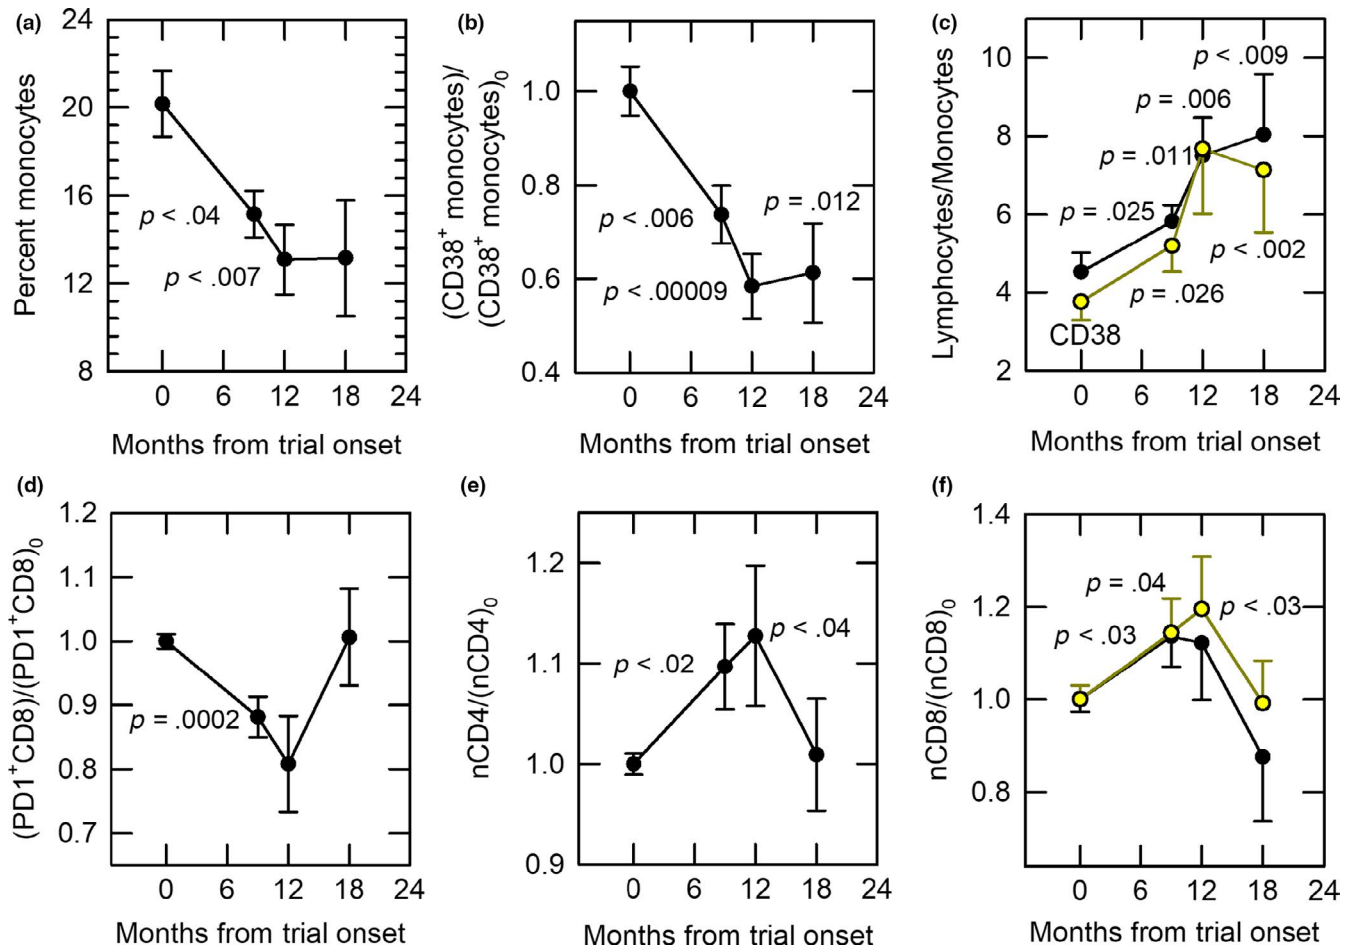 (a)
24
20
16
12
8
Percent monocytes
p < .04
p < .007
0 6 12 18 24
Months from trial onset
(b)
1.0
0.8
0.6
0.4
(CD38⁺ monocytes)/
(CD38⁺ monocytes)₀
p < .006
p = .012
p < .00009
0 6 12 18 24
Months from trial onset
(c)
10
8
6
4
2
Lymphocytes/Monocytes
p < .009
p = .006
p = .011
p = .025
p < .002
p = .026
CD38
0 6 12 18 24
Months from trial onset
(d)
1.2
1.1
1.0
0.9
0.8
0.7
(PD1⁺CD8)/(PD1⁺CD8)₀
p = .0002
0 6 12 18 24
Months from trial onset
(e)
1.2
1.1
1.0
0.9
nCD4/(nCD4)₀
p < .02
p < .04
0 6 12 18 24
Months from trial onset
(f)
1.4
1.2
1.0
0.8
nCD8/(nCD8)₀
p = .04
p < .03
p < .03
0 6 12 18 24
Months from trial onset